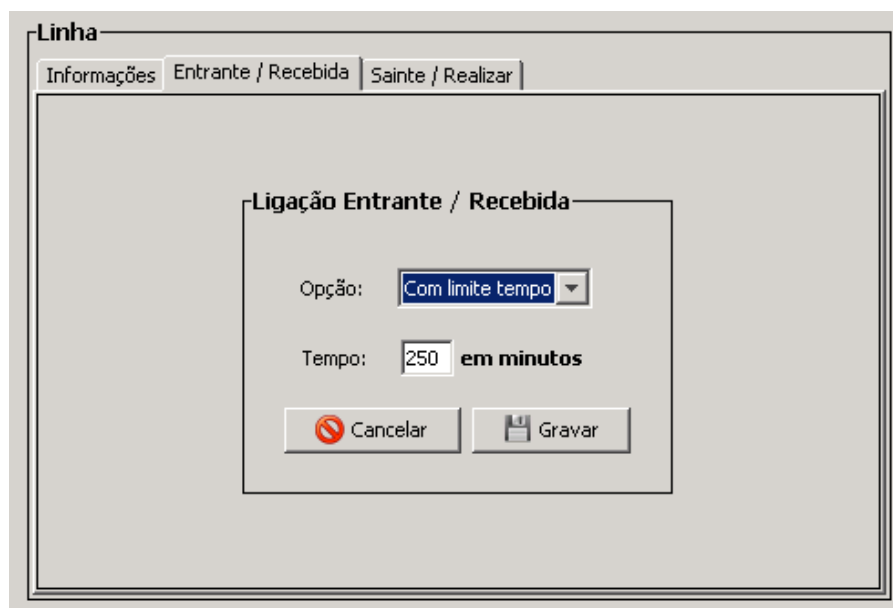 Linha
Informações Entrante / Recebida Sainte / Realizar
Ligação Entrante / Recebida
Opção: Com limite tempo
Tempo: 250 em minutos
Cancelar Gravar